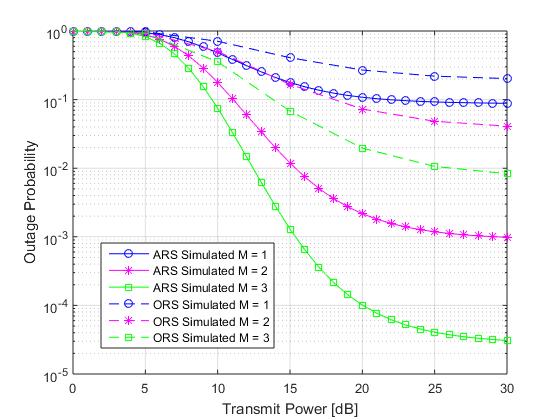 10^0
10^-1
10^-2
10^-3
10^-4
10^-5
Outage Probability
ARS Simulated M = 1
ARS Simulated M = 2
ARS Simulated M = 3
ORS Simulated M = 1
ORS Simulated M = 2
ORS Simulated M = 3
0 5 10 15 20 25 30
Transmit Power [dB]